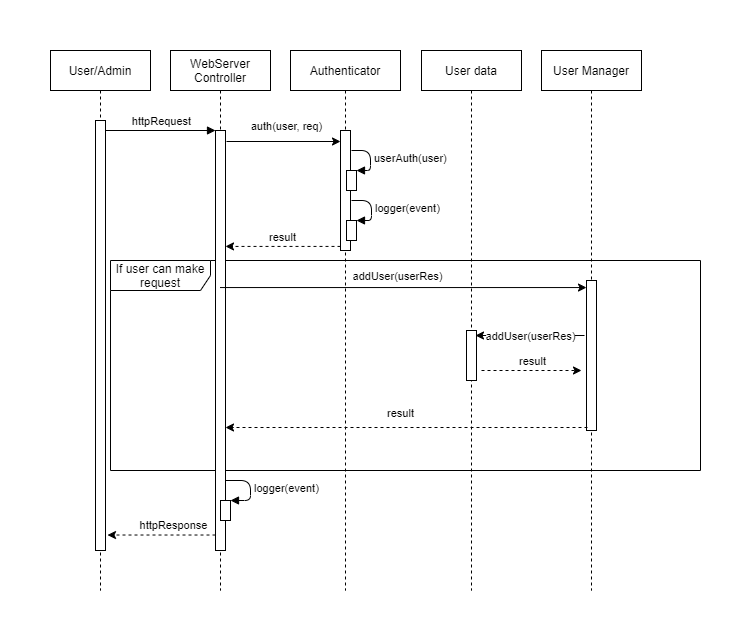 User/Admin
WebServer
Controller
Authenticator
User data
User Manager
httpRequest
auth(user, req)
userAuth(user)
logger(event)
result
If user can make
request
addUser(userRes)
addUser(userRes)
result
result
logger(event)
httpResponse